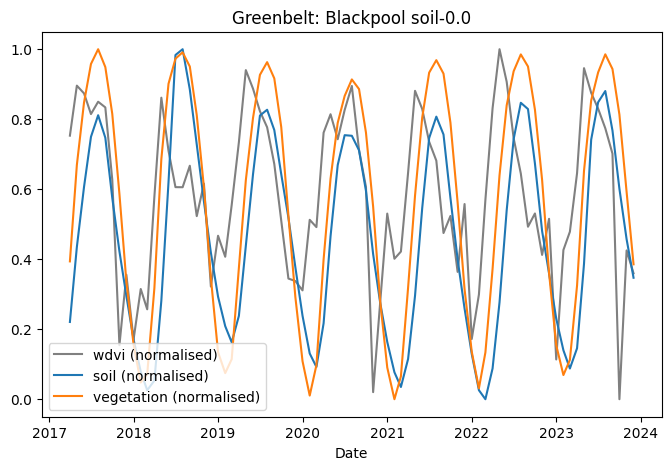 Greenbelt: Blackpool soil-0.0
1.0
0.8
0.6
0.4
0.2
0.0
wdvi (normalised)
soil (normalised)
vegetation (normalised)
2017 2018 2019 2020 2021 2022 2023 2024
Date